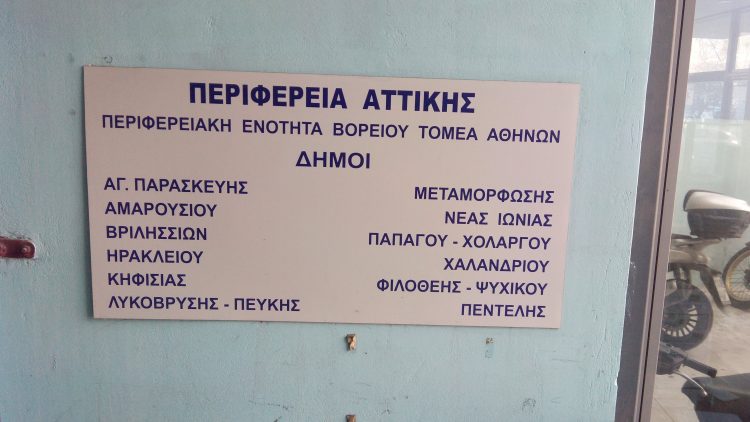 ΠΕΡΙΦΕΡΕΙΑ ΑΤΤΙΚΗΣ
ΠΕΡΙΦΕΡΕΙΑΚΗ ΕΝΟΤΗΤΑ ΒΟΡΕΙΟΥ ΤΟΜΕΑ ΑΘΗΝΩΝ
ΔΗΜΟΙ
ΑΓ. ΠΑΡΑΣΚΕΥΗΣ
ΑΜΑΡΟΥΣΙΟΥ
ΒΡΙΛΗΣΣΙΩΝ
ΗΡΑΚΛΕΙΟΥ
ΚΗΦΙΣΙΑΣ
ΛΥΚΟΒΡΥΣΗΣ - ΠΕΥΚΗΣ
ΜΕΤΑΜΟΡΦΩΣΗΣ
ΝΕΑΣ ΙΩΝΙΑΣ
ΠΑΠΑΓΟΥ - ΧΟΛΑΡΓΟΥ
ΧΑΛΑΝΔΡΙΟΥ
ΦΙΛΟΘΕΗΣ - ΨΥΧΙΚΟΥ
ΠΕΝΤΕΛΗΣ